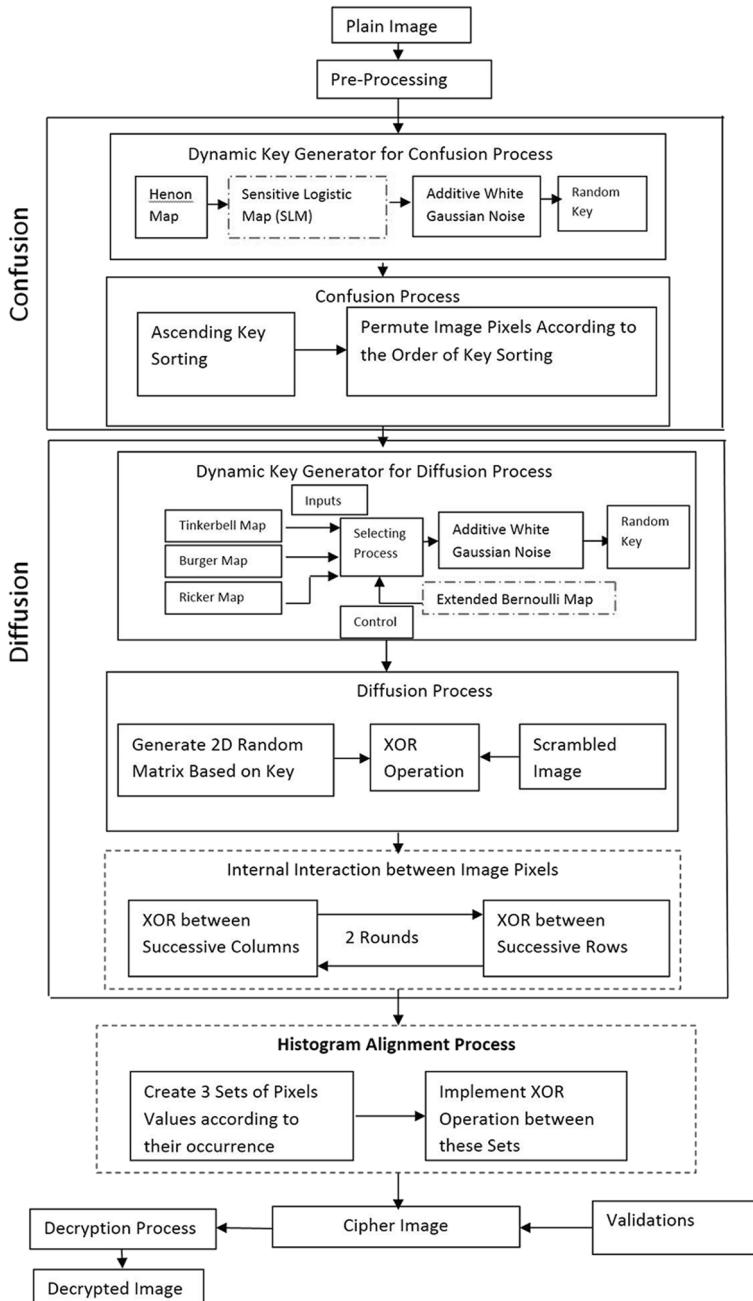 Plain Image
Pre-Processing
Confusion
Dynamic Key Generator for Confusion Process
Henon
Map
Sensitive Logistic
Map (SLM)
Additive White
Gaussian Noise
Random
Key
Confusion Process
Ascending Key
Sorting
Permute Image Pixels According to
the Order of Key Sorting
Diffusion
Dynamic Key Generator for Diffusion Process
Inputs
Tinkerbell Map
Burger Map
Ricker Map
Selecting
Process
Additive White
Gaussian Noise
Random
Key
Extended Bernoulli Map
Control
Diffusion Process
Generate 2D Random
Matrix Based on Key
XOR
Operation
Scrambled
Image
Internal Interaction between Image Pixels
XOR between
Successive Columns
2 Rounds
XOR between
Successive Rows
Histogram Alignment Process
Create 3 Sets of Pixels
Values according to
their occurrence
Implement XOR
Operation between
these Sets
Decryption Process
Cipher Image
Validations
Decrypted Image